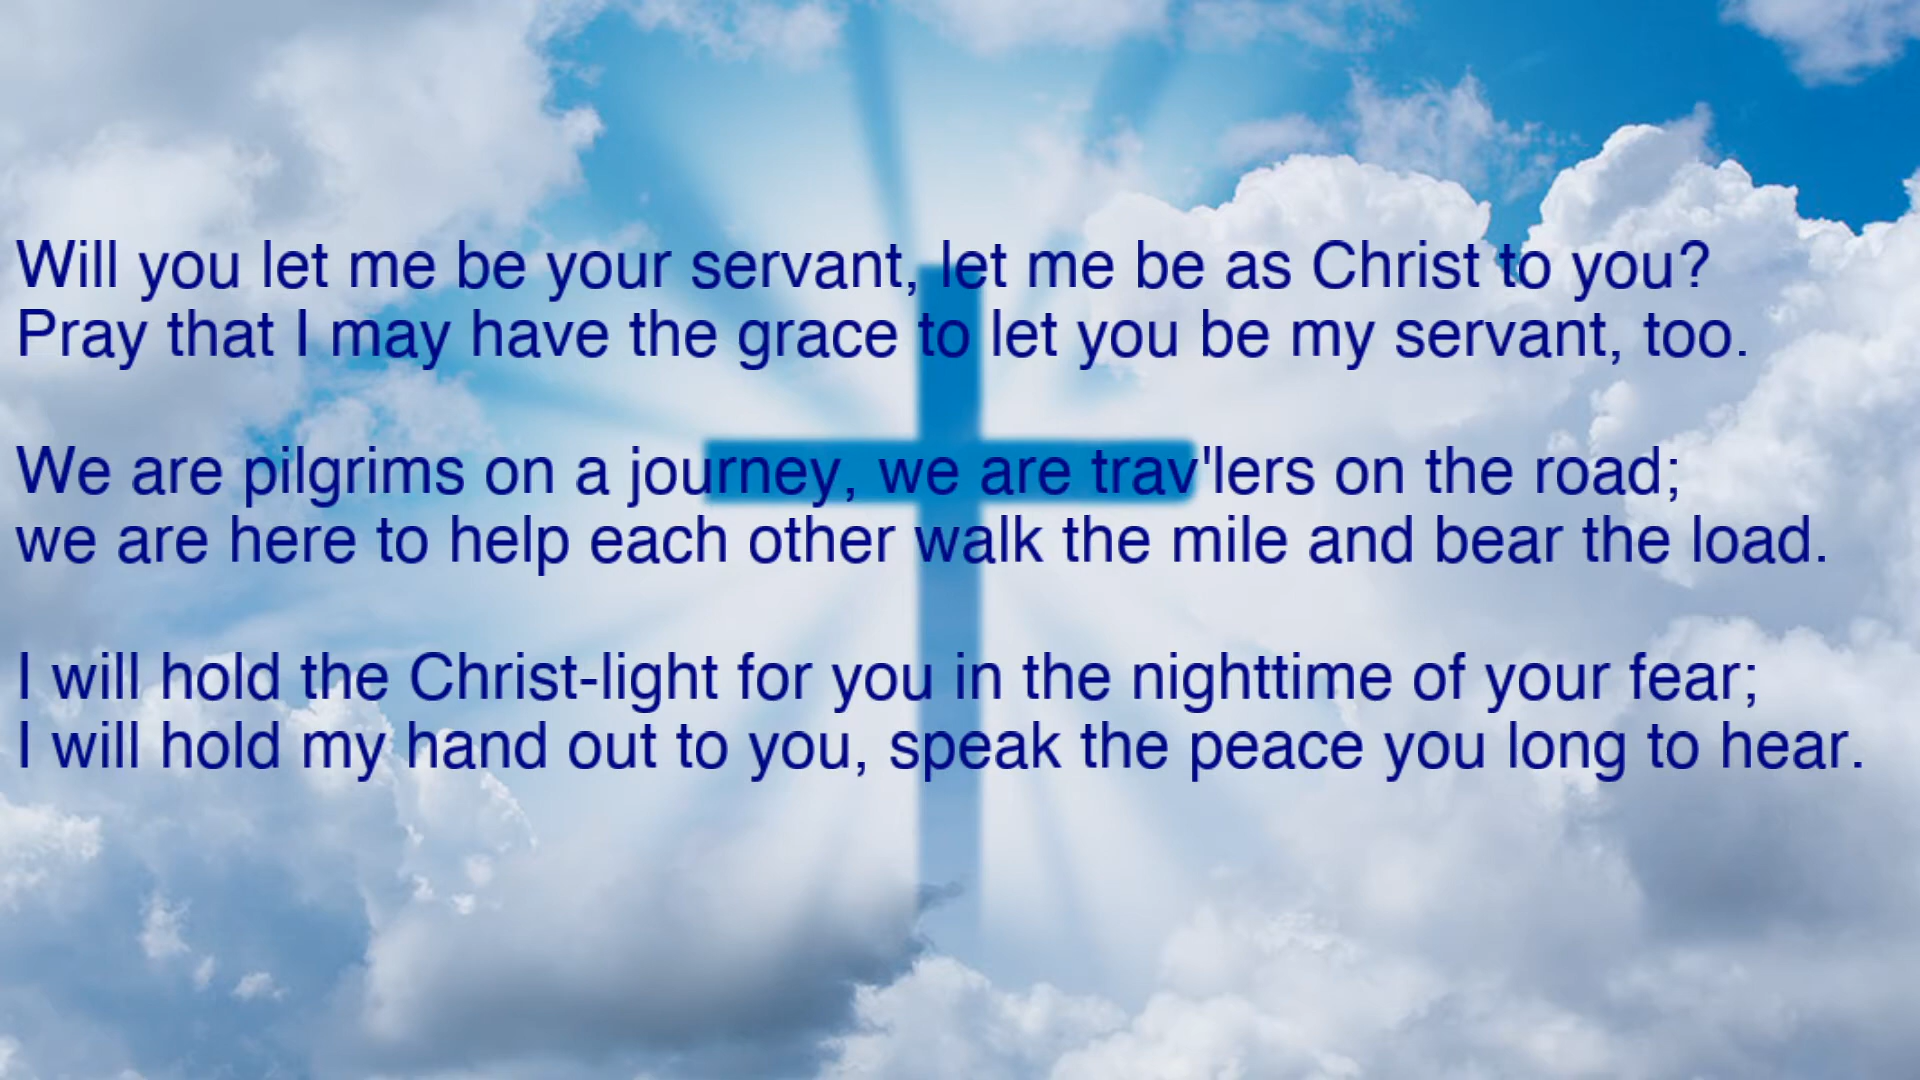 Will you let me be your servant, let me be as Christ to you?
Pray that I may have the grace to let you be my servant, too.
We are pilgrims on a journey, we are trav'lers on the road;
we are here to help each other walk the mile and bear the load.
I will hold the Christ-light for you in the nighttime of your fear;
I will hold my hand out to you, speak the peace you long to hear.